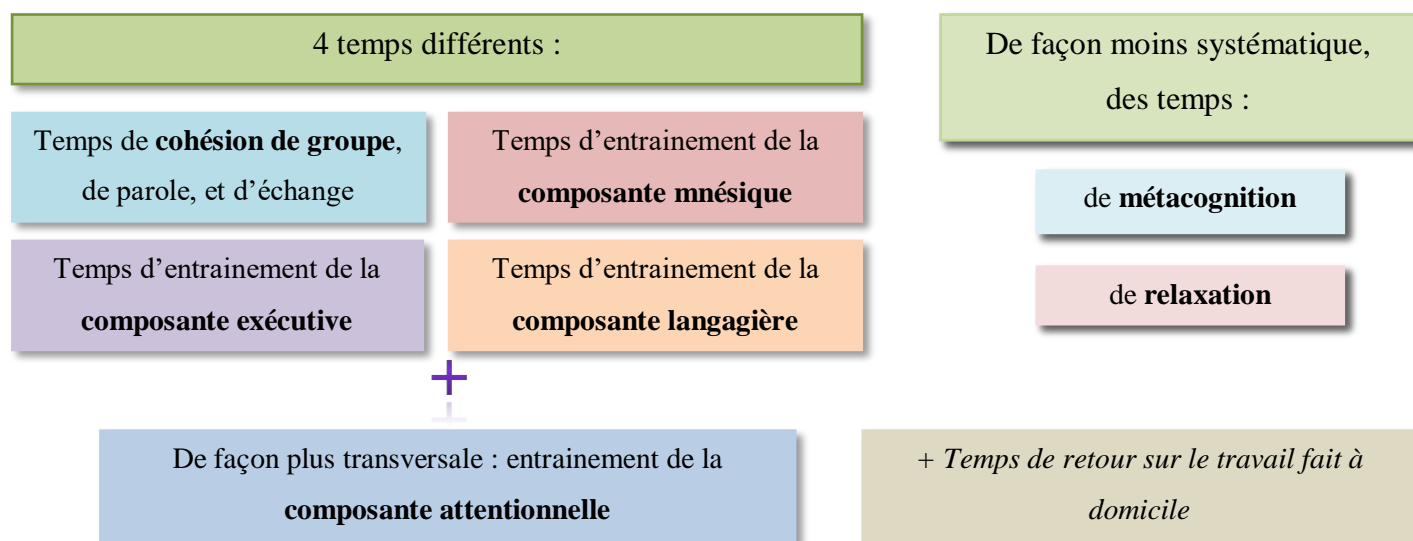 4 temps différents :
Temps de cohésion de groupe,
de parole, et d’échange
Temps d’entrainement de la
composante mnésique
Temps d’entrainement de la
composante exécutive
Temps d’entrainement de la
composante langagière
+
De façon plus transversale : entrainement de la
composante attentionnelle
De façon moins systématique,
des temps :
de métacognition
de relaxation
+ Temps de retour sur le travail fait à
domicile